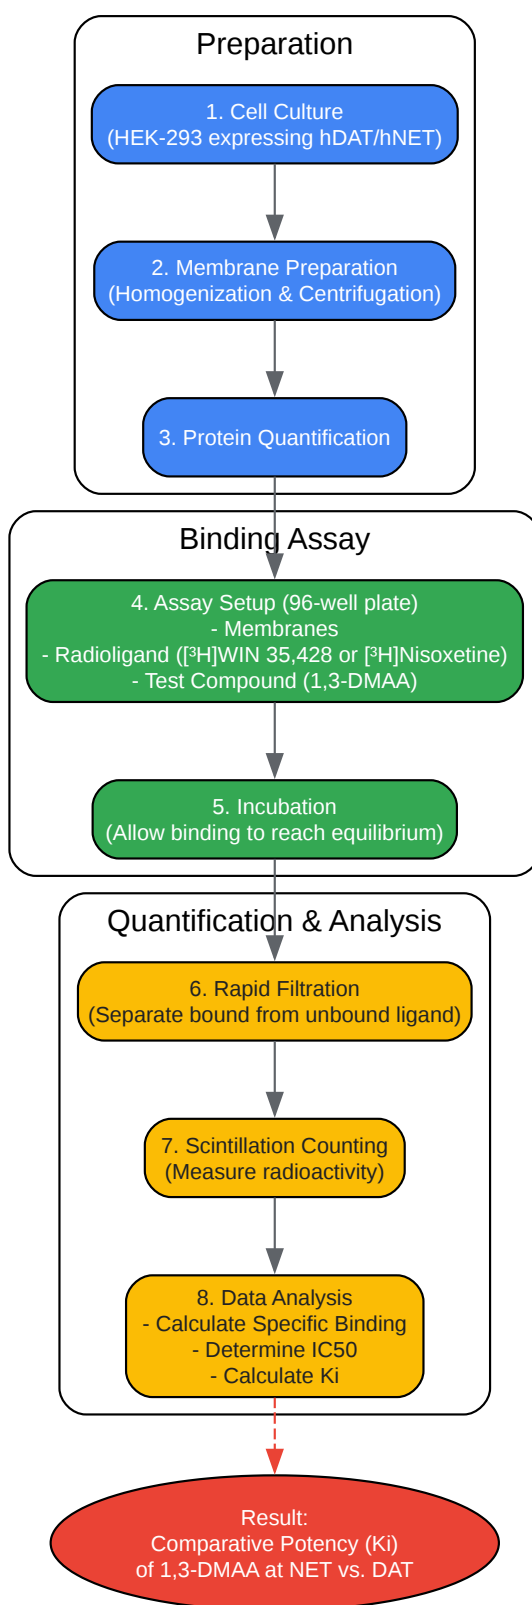 Preparation
1. Cell Culture
(HEK-293 expressing hDAT/hNET)
2. Membrane Preparation
(Homogenization & Centrifugation)
3. Protein Quantification
Binding Assay
4. Assay Setup (96-well plate)
- Membranes
- Radioligand ([³H]WIN 35,428 or [³H]Nisoxetine)
- Test Compound (1,3-DMAA)
5. Incubation
(Allow binding to reach equilibrium)
Quantification & Analysis
6. Rapid Filtration
(Separate bound from unbound ligand)
7. Scintillation Counting
(Measure radioactivity)
8. Data Analysis
- Calculate Specific Binding
- Determine IC50
- Calculate Ki
Result:
Comparative Potency (Ki)
of 1,3-DMAA at NET vs. DAT